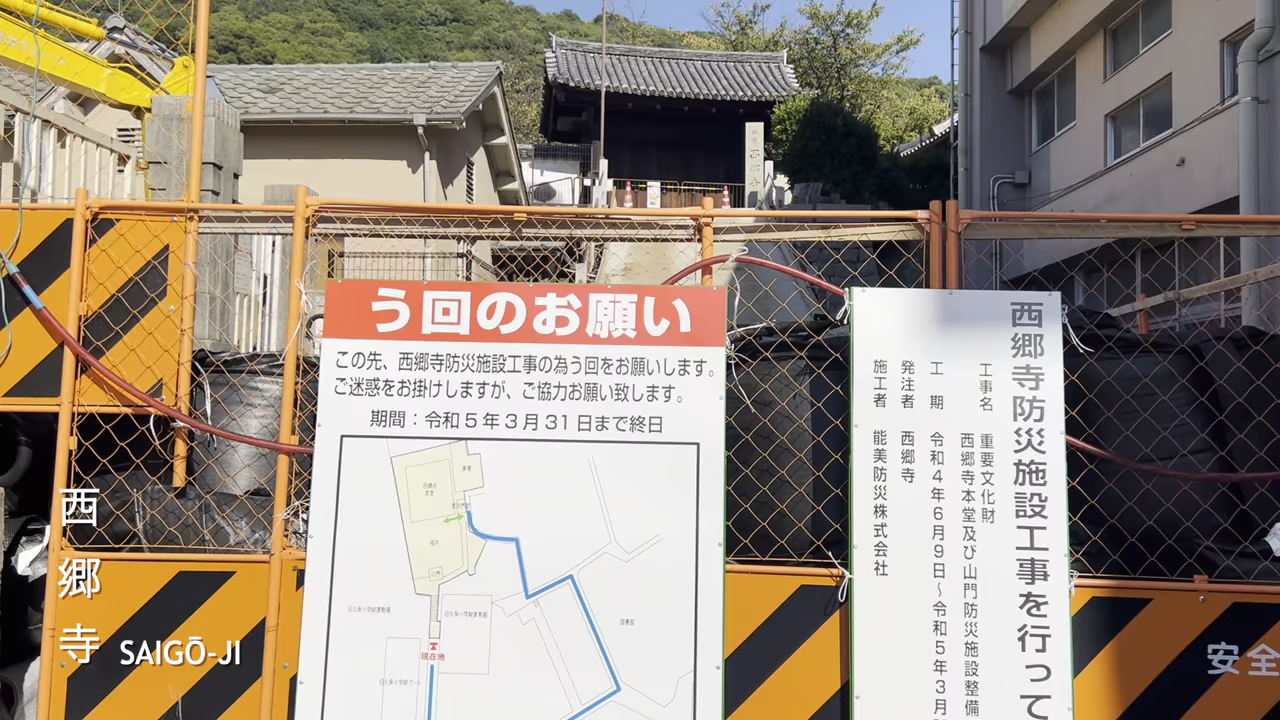 う回のお願い
この先、西郷寺防災施設工事の為う回をお願いします。
ご迷惑をお掛けしますが、ご協力お願い致します。
期間：令和５年３月３１日まで終日
現在地
西郷寺防災施設工事を行って
工事名 重要文化財
西郷寺本堂及び山門防災施設整備
工 期 令和４年６月９日～令和５年３月
発注者 西郷寺
施工者 能美防災株式会社
安全
西郷寺
SAIGŌ-JI